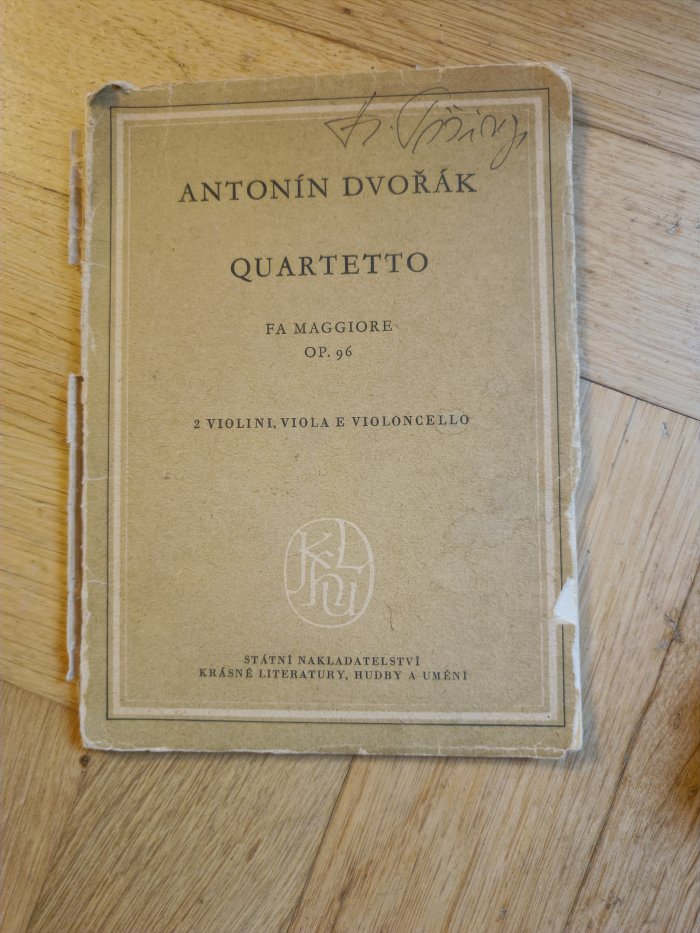 ANTONÍN DVOŘÁK
QUARTETTO
FA MAGGIORE
OP. 96
2 VIOLINI, VIOLA E VIOLONCELLO
STÁTNÍ NAKLADATELSTVÍ
KRÁSNÉ LITERATURY, HUDBY A UMĚNÍ